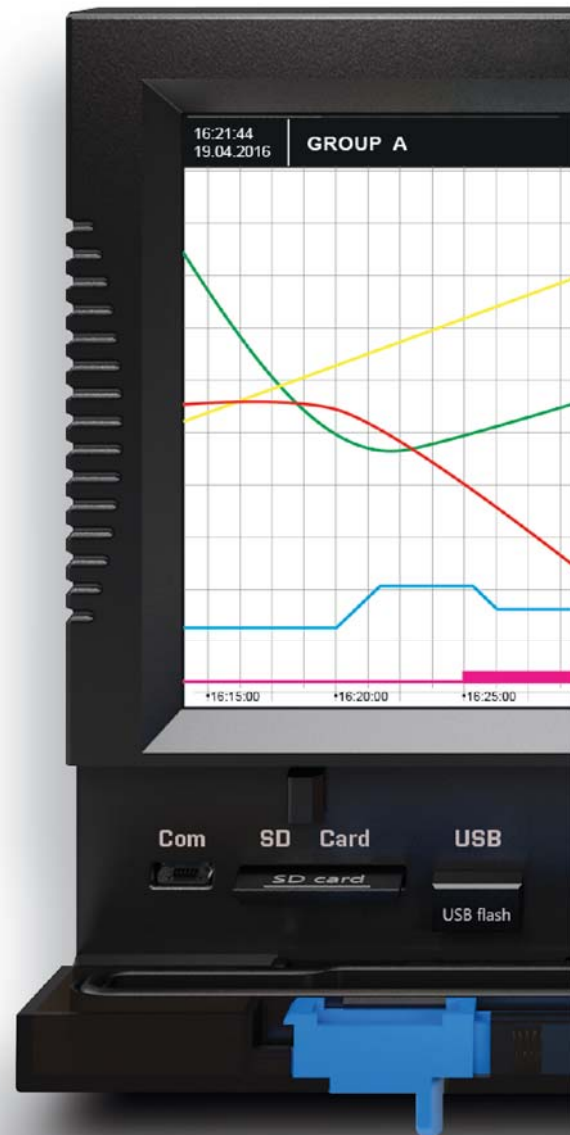 16:21:44
19.04.2016
GROUP A
•16:15:00 •16:20:00 •16:25:00
Com SD Card USB
SD card
USB flash